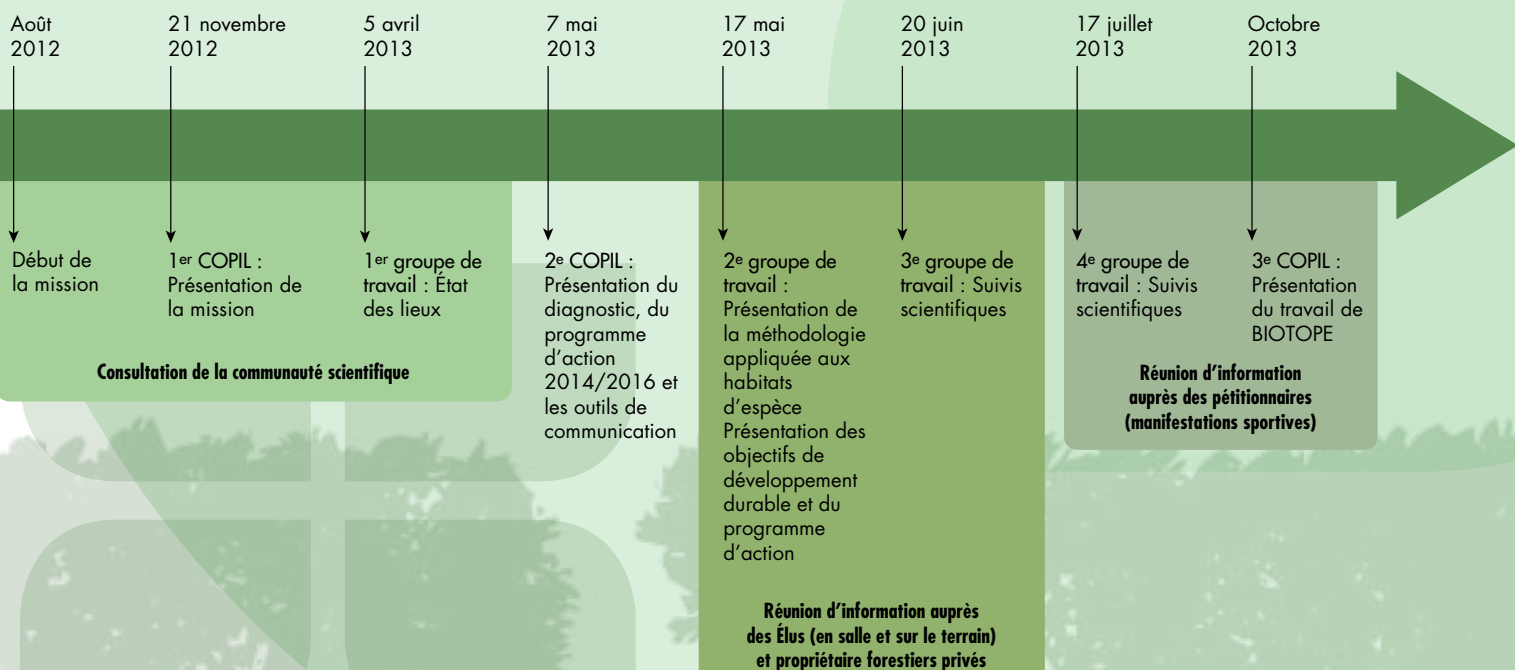 Août
2012
21 novembre
2012
5 avril
2013
7 mai
2013
17 mai
2013
20 juin
2013
17 juillet
2013
Octobre
2013
Début de
la mission
1er COPIL :
Présentation de
la mission
1er groupe de
travail : État
des lieux
Consultation de la communauté scientifique
2e COPIL :
Présentation du
diagnostic, du
programme
d'action
2014/2016 et
les outils de
communication
2e groupe de
travail :
Présentation de
la méthodologie
appliquée aux
habitats
d'espèce
Présentation des
objectifs de
développement
durable et du
programme
d'action
3e groupe de
travail : Suivis
scientifiques
Réunion d'information auprès
des Élus (en salle et sur le terrain)
et propriétaire forestiers privés
4e groupe de
travail : Suivis
scientifiques
3e COPIL :
Présentation
du travail de
BIOTOPE
Réunion d'information
auprès des pétitionnaires
(manifestations sportives)